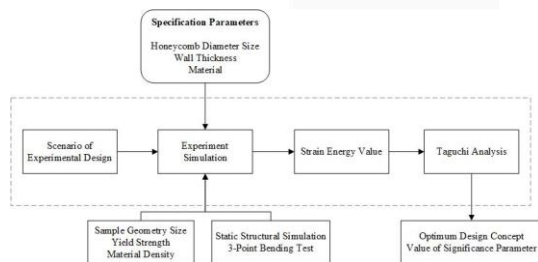 Specification Parameters
Honeycomb Diameter Size
Wall Thickness
Material
Scenario of
Experimental Design
Experiment
Simulation
Strain Energy Value
Taguchi Analysis
Sample Geometry Size
Yield Strength
Material Density
Static Structural Simulation
3-Point Bending Test
Optimum Design Concept
Value of Significance Parameter